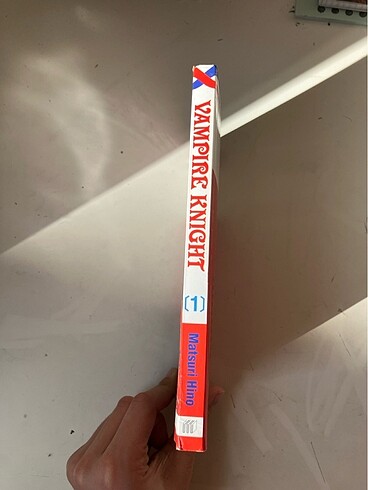 VAMPIRE KNIGHT
(1)
Matsuri Hino